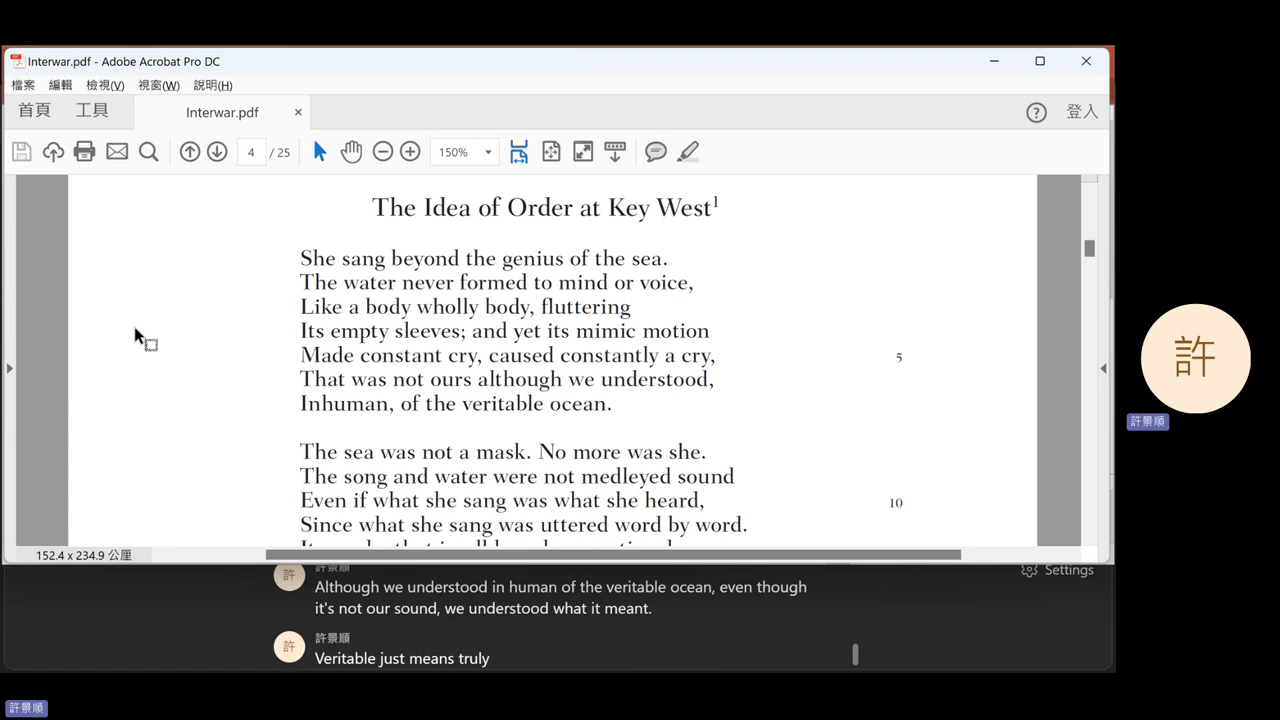 Interwar.pdf - Adobe Acrobat Pro DC
檔案 編輯 檢視(V) 視窗(W) 說明(H)
首頁 工具 Interwar.pdf × ? 登入
4 / 25 150%
The Idea of Order at Key West1
She sang beyond the genius of the sea.
The water never formed to mind or voice,
Like a body wholly body, fluttering
Its empty sleeves; and yet its mimic motion
Made constant cry, caused constantly a cry, 5
That was not ours although we understood,
Inhuman, of the veritable ocean.
The sea was not a mask. No more was she.
The song and water were not medleyed sound
Even if what she sang was what she heard, 10
Since what she sang was uttered word by word.
152.4 x 234.9 公厘
許 許景順
Although we understood in human of the veritable ocean, even though
it's not our sound, we understood what it meant.
許 許景順
Veritable just means truly
Settings
許
許景順
許景順